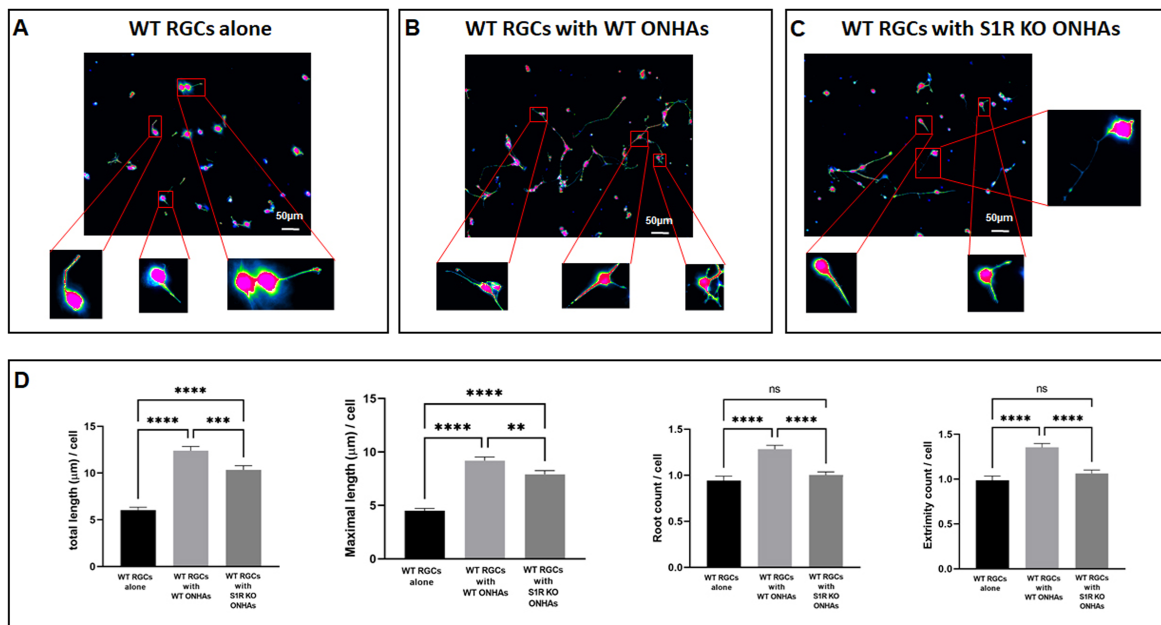 A
WT RGCs alone
50µm
B
WT RGCs with WT ONHAs
50µm
C
WT RGCs with S1R KO ONHAs
50µm
D
total length (µm) / cell
15
10
5
0
****
****
***
WT RGCs
alone
WT RGCs
with
WT ONHAs
WT RGCs
with
S1R KO
ONHAs
Maximal length (µm) / cell
15
10
5
0
****
****
**
WT RGCs
alone
WT RGCs
with
WT ONHAs
WT RGCs
with
S1R KO
ONHAs
Root count / cell
1.5
1.0
0.5
0.0
ns
****
****
WT RGCs
alone
WT RGCs
with
WT ONHAs
WT RGCs
with
S1R KO
ONHAs
Extrimity count / cell
1.5
1.0
0.5
0.0
ns
****
****
WT RGCs
alone
WT RGCs
with
WT ONHAs
WT RGCs
with
S1R KO
ONHAs